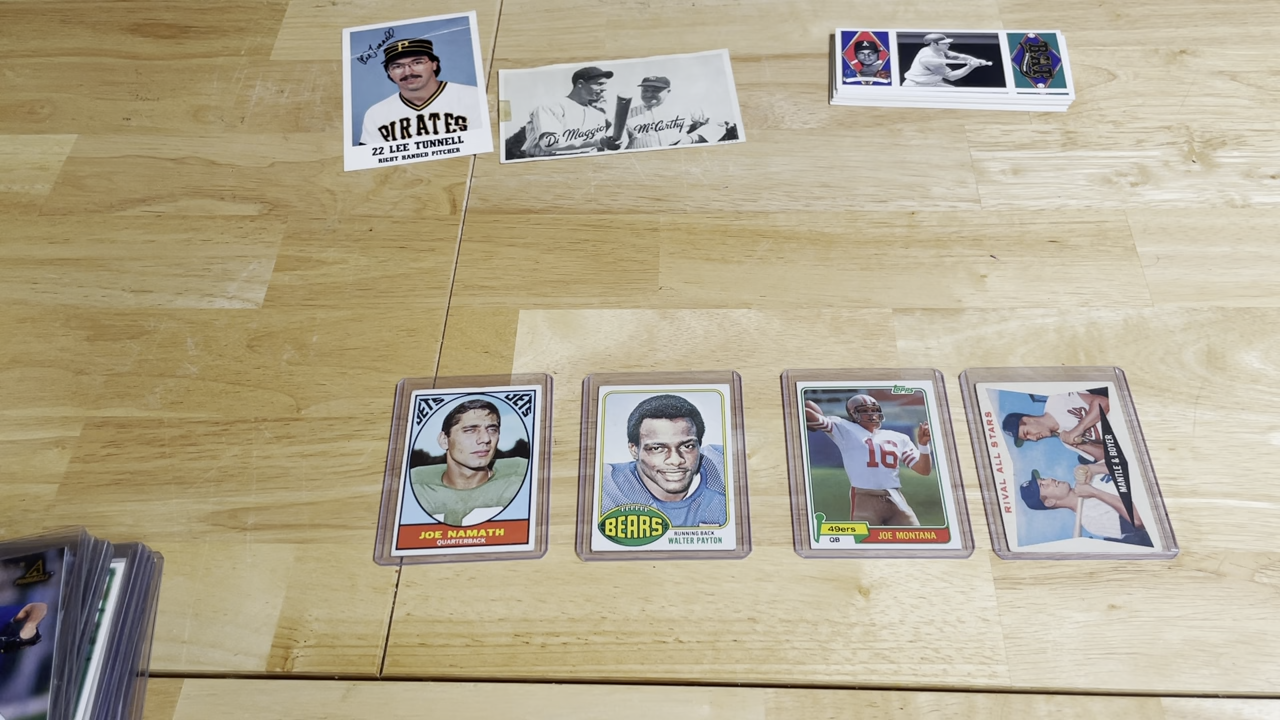 P
PIRATES
22 LEE TUNNELL
RIGHT HANDED PITCHER
Di Maggio
McCarthy
JETS
JETS
JOE NAMATH
QUARTERBACK
BEARS
RUNNING BACK
WALTER PAYTON
TOPPS
16
49ers
QB
JOE MONTANA
RIVAL ALL STARS
MANTLE & BOYER